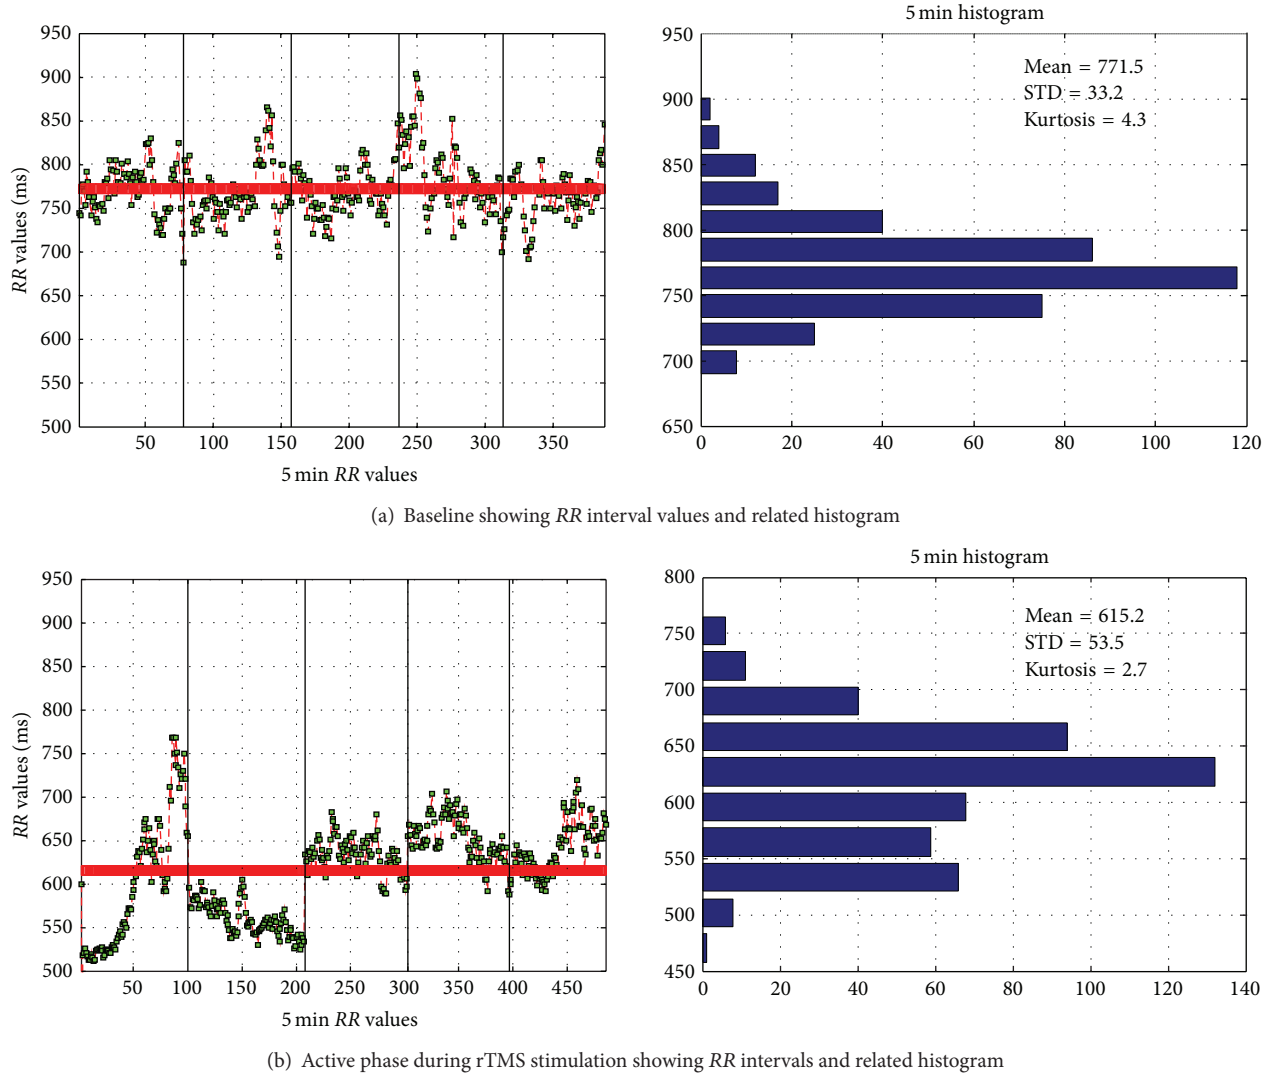 950
900
850
800
750
700
650
600
550
500
RR values (ms)
50 100 150 200 250 300 350
5 min RR values
5 min histogram
Mean = 771.5
STD = 33.2
Kurtosis = 4.3
950
900
850
800
750
700
650
0 20 40 60 80 100 120
(a) Baseline showing RR interval values and related histogram
950
900
850
800
750
700
650
600
550
500
RR values (ms)
50 100 150 200 250 300 350 400 450
5 min RR values
5 min histogram
Mean = 615.2
STD = 53.5
Kurtosis = 2.7
800
750
700
650
600
550
500
450
0 20 40 60 80 100 120 140
(b) Active phase during rTMS stimulation showing RR intervals and related histogram